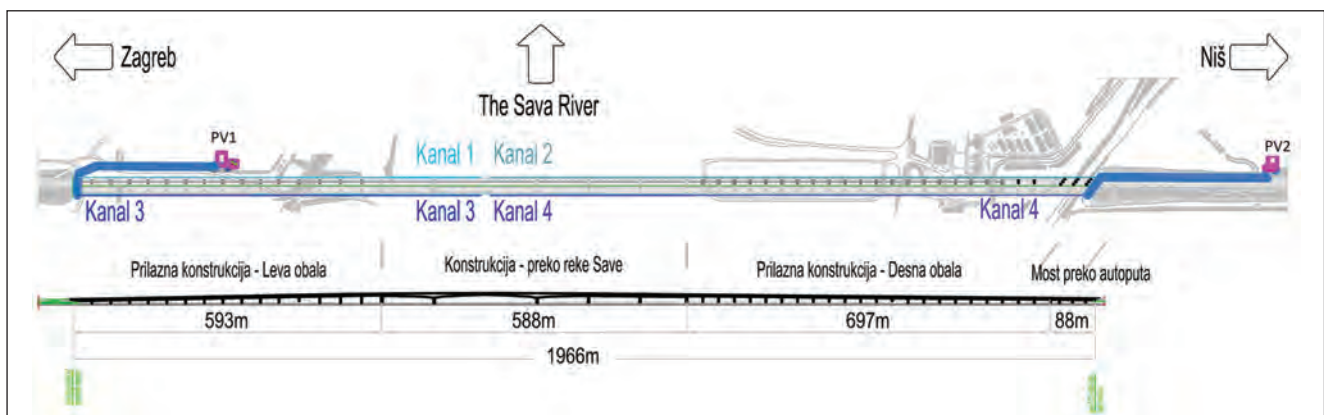 Zagreb
Niš
The Sava River
PV1
Kanal 1 Kanal 2
PV2
Kanal 3
Kanal 3 Kanal 4
Kanal 4
Prilazna konstrukcija - Leva obala
Konstrukcija - preko reke Save
Prilazna konstrukcija - Desna obala
Most preko autoputa
593m
588m
697m
88m
1966m